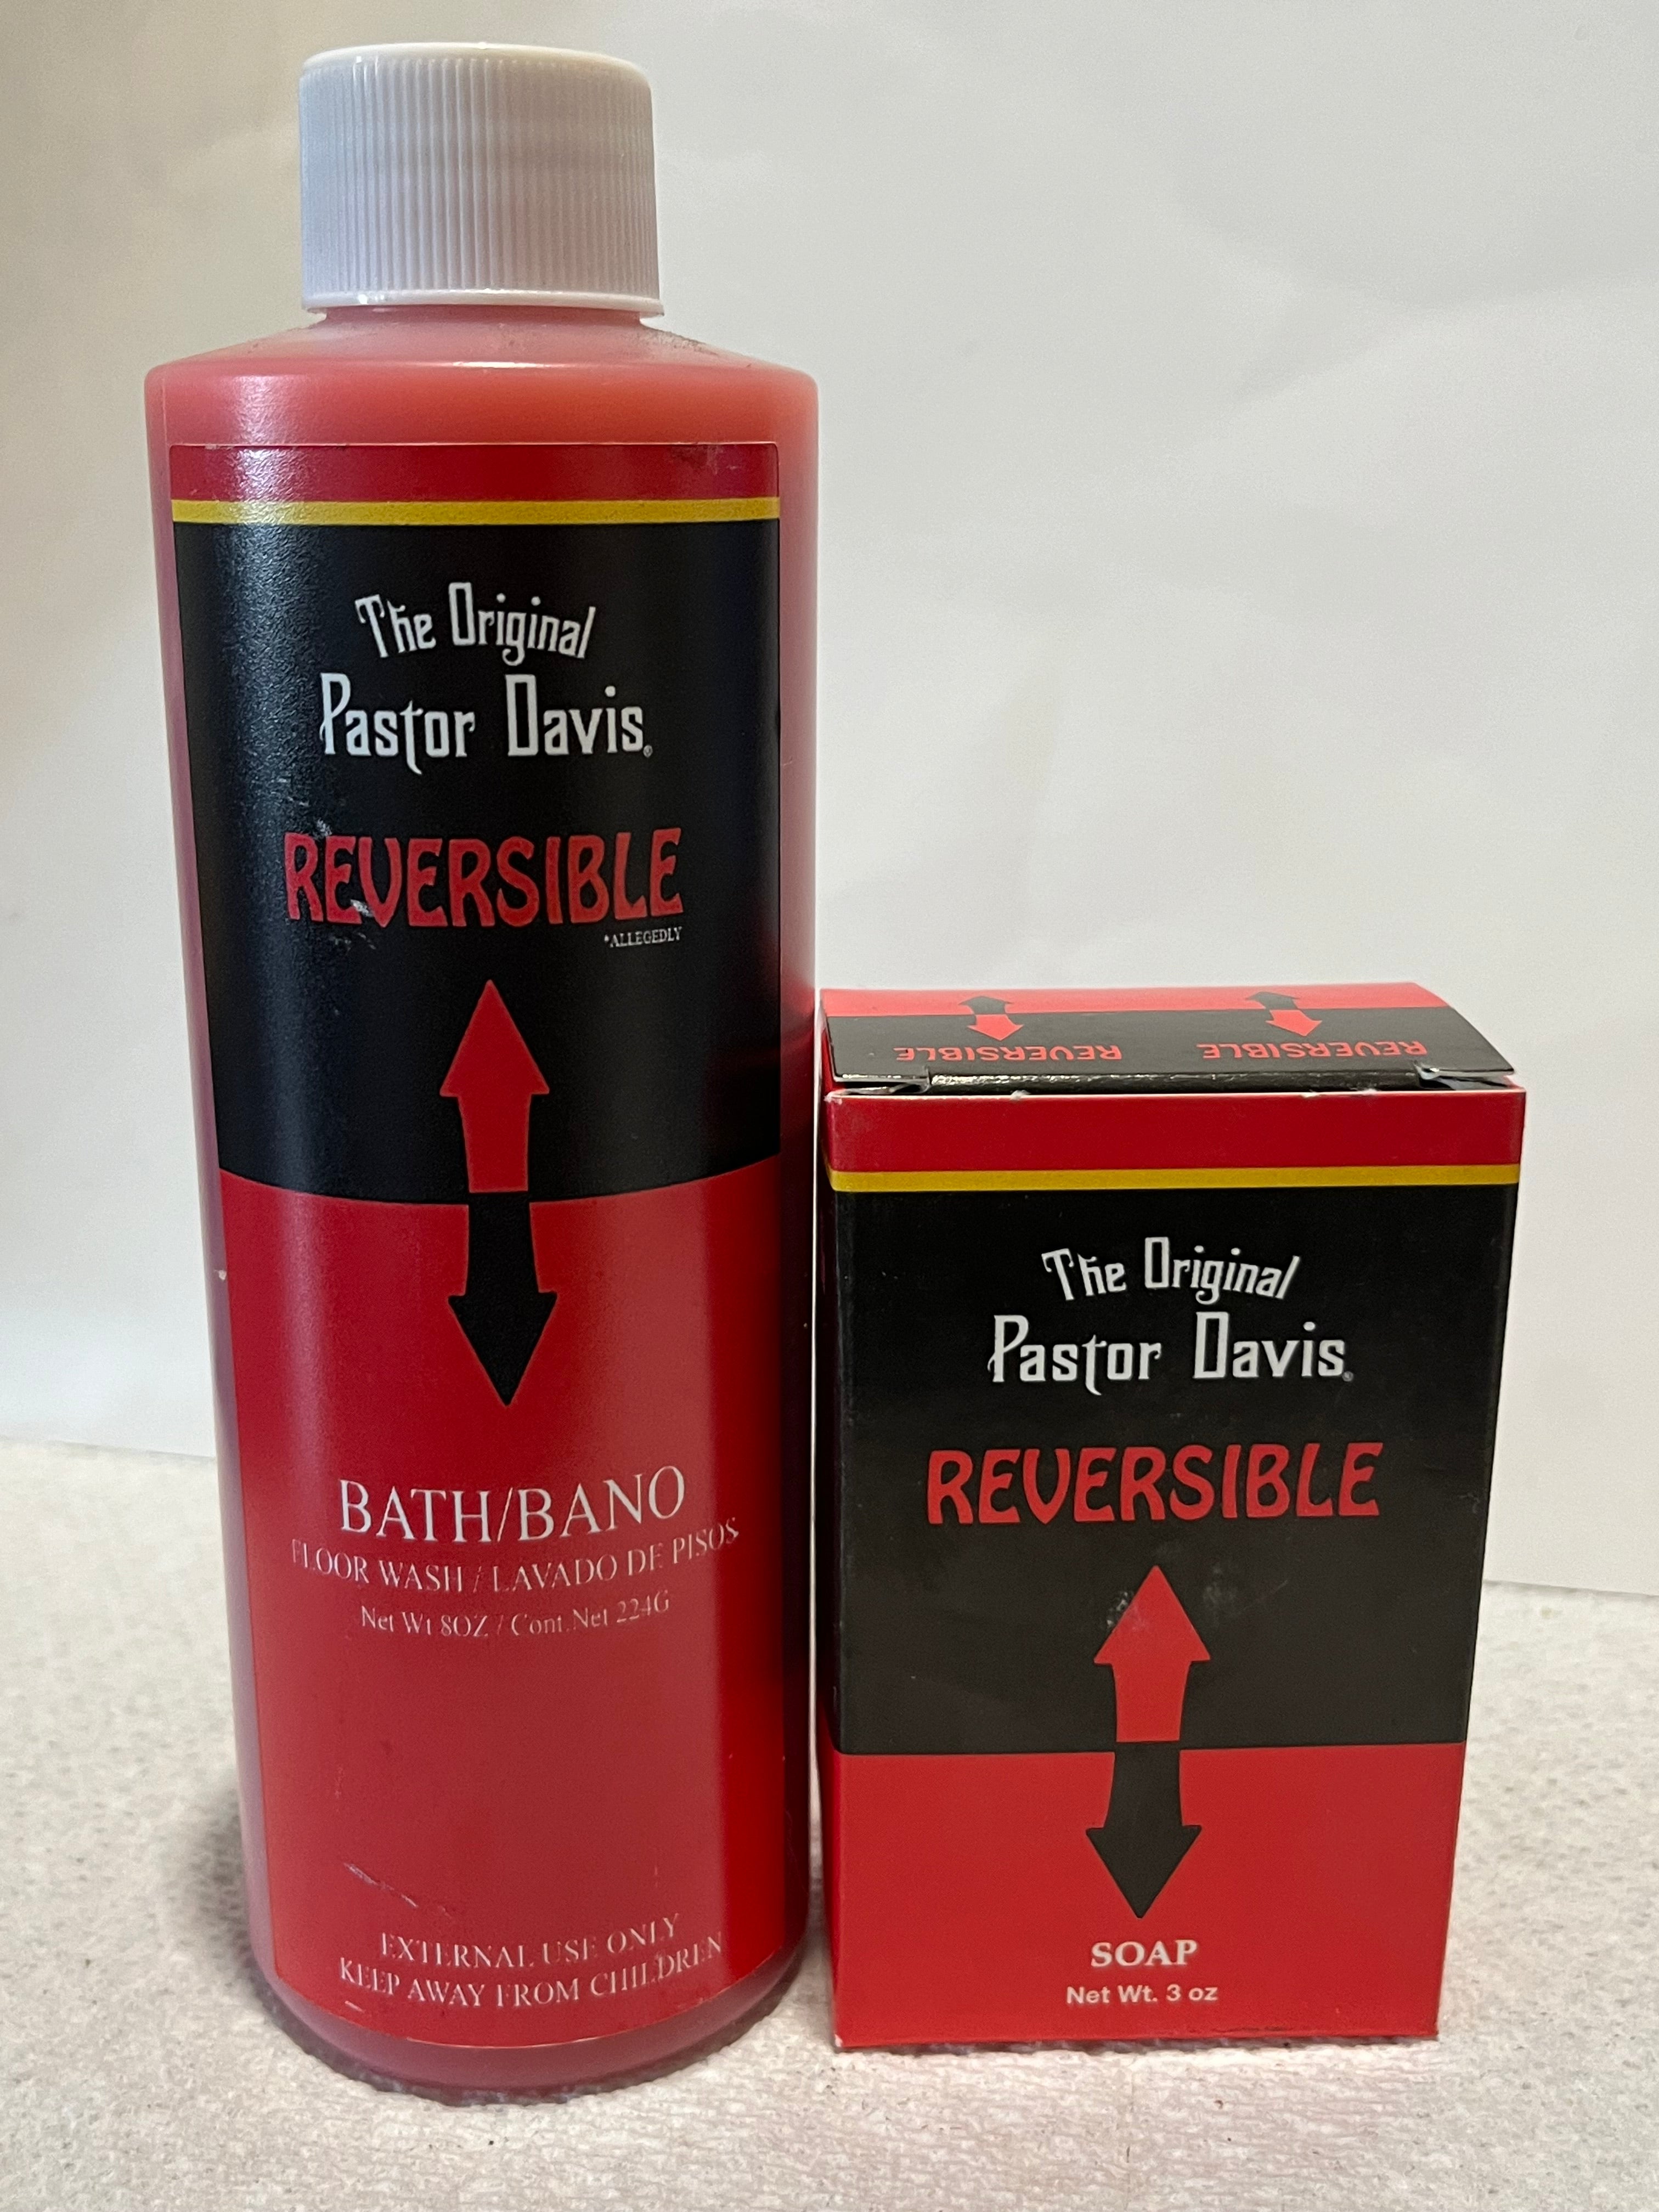 The Original
Pastor Davis®
REVERSIBLE
*ALLEGEDLY
BATH/BANO
FLOOR WASH / LAVADO DE PISOS
Net Wt 8OZ / Cont.Net 224G
EXTERNAL USE ONLY
KEEP AWAY FROM CHILDREN
REVERSIBLE REVERSIBLE
The Original
Pastor Davis®
REVERSIBLE
SOAP
Net Wt. 3 oz